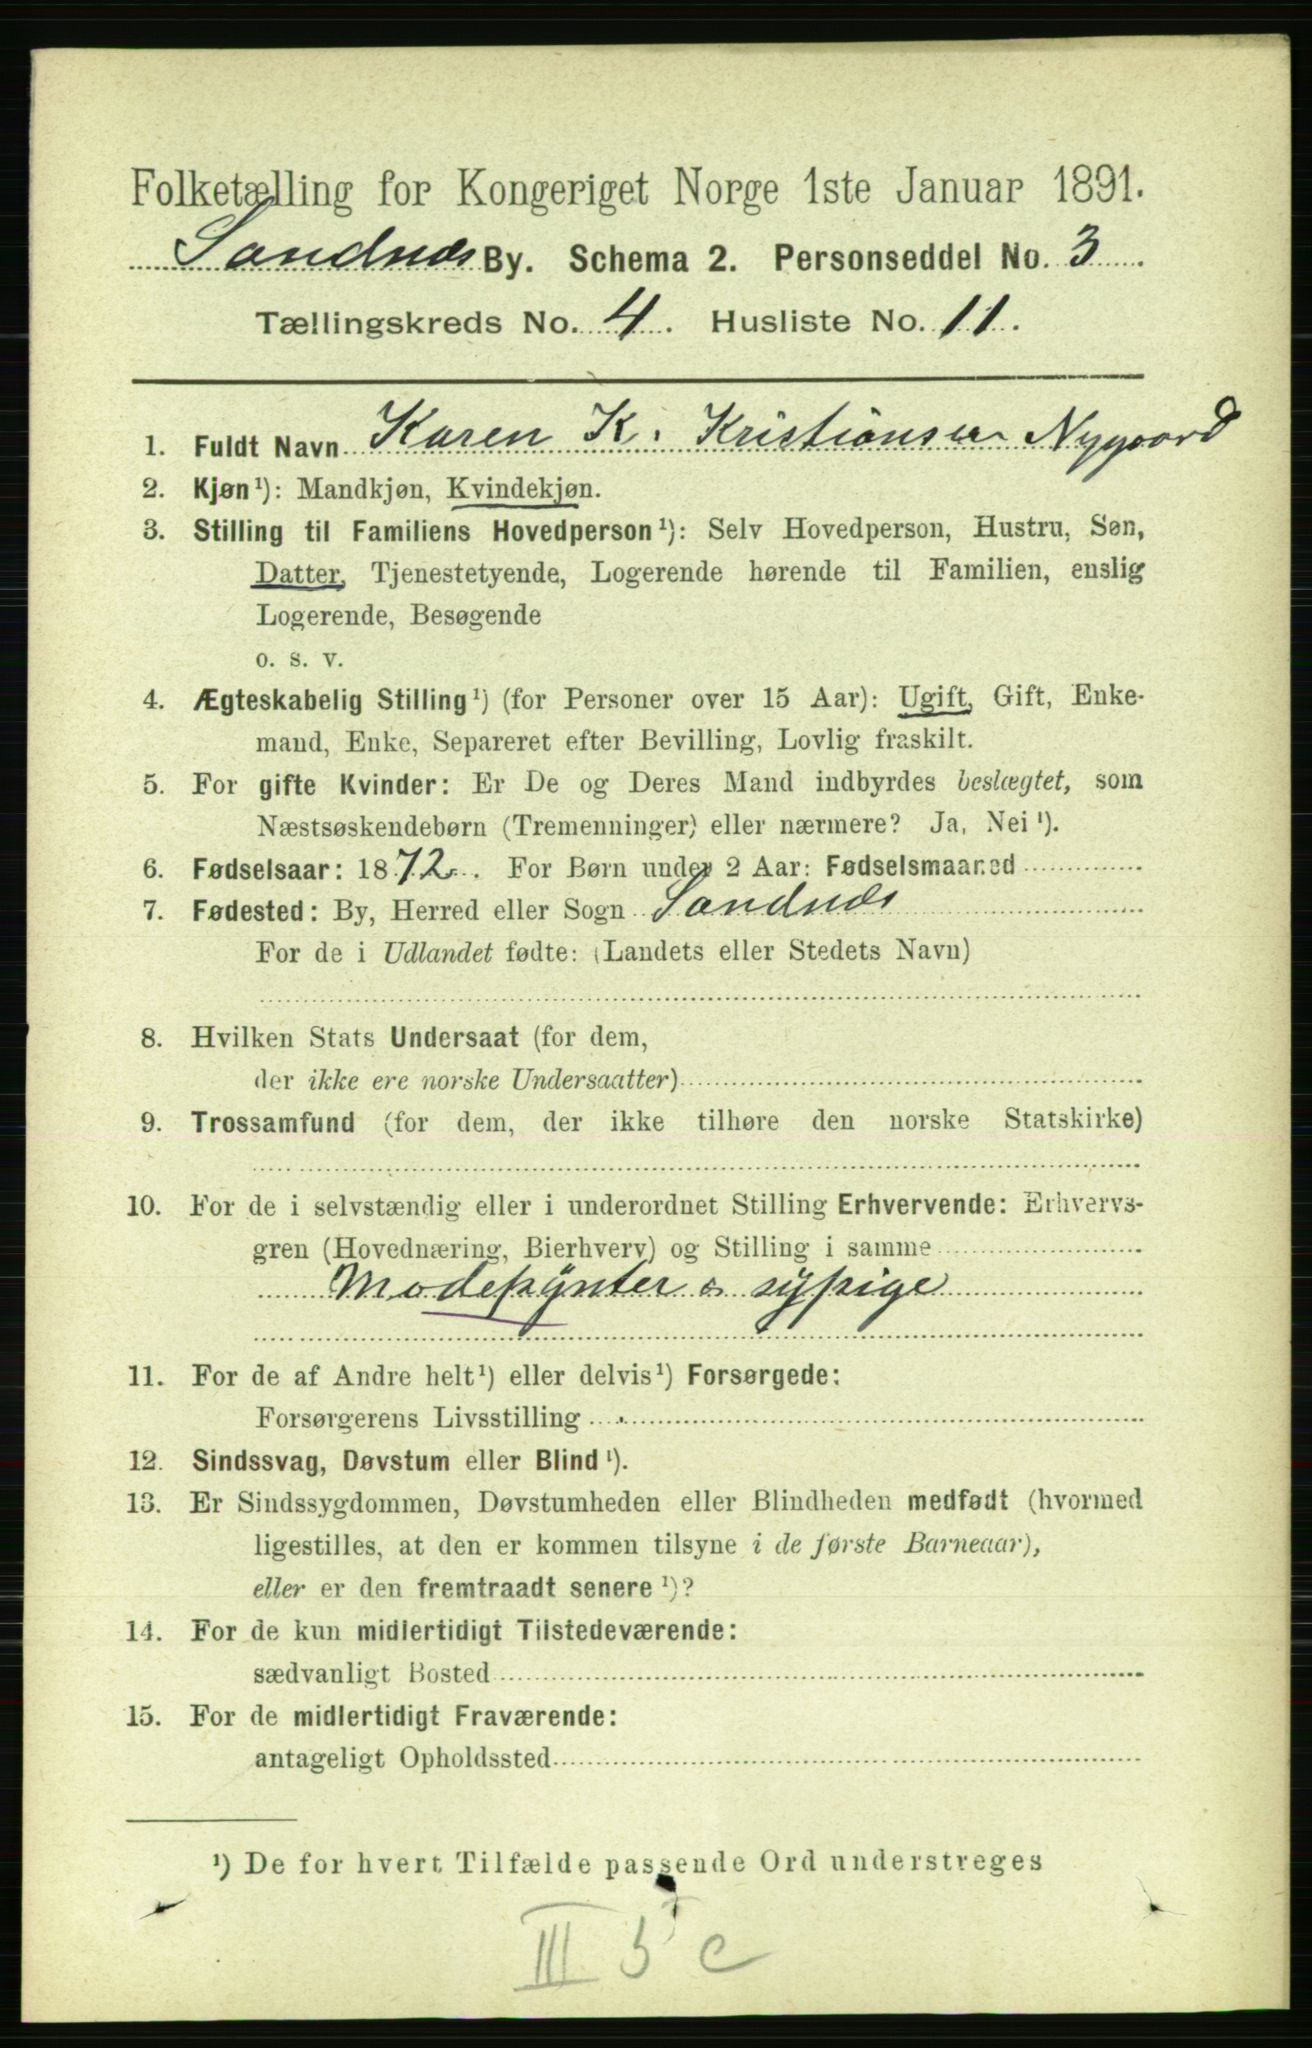 Folketælling for Kongeriget Norge 1ste Januar 1891.
Sandnæs By. Schema 2. Personseddel No. 3.
Tællingskreds No. 4. Husliste No. 11.
1. Fuldt Navn Karen K. Kristiansen Nygaard
2. Kjøn¹): Mandkjøn, Kvindekjøn.
3. Stilling til Familiens Hovedperson¹): Selv Hovedperson, Hustru, Søn,
Datter, Tjenestetyende, Logerende hørende til Familien, enslig
Logerende, Besøgende
o. s. v.
4. Ægteskabelig Stilling¹) (for Personer over 15 Aar): Ugift, Gift, Enke-
mand, Enke, Separeret efter Bevilling, Lovlig fraskilt.
5. For gifte Kvinder: Er De og Deres Mand indbyrdes beslægtet, som
Næstsøskendebørn (Tremenninger) eller nærmere? Ja, Nei¹).
6. Fødselsaar: 1872. For Børn under 2 Aar: Fødselsmaaned
7. Fødested: By, Herred eller Sogn Sandnæs
For de i Udlandet fødte: (Landets eller Stedets Navn)
8. Hvilken Stats Undersaat (for dem,
der ikke ere norske Undersaatter)
9. Trossamfund (for dem, der ikke tilhøre den norske Statskirke)
10. For de i selvstændig eller i underordnet Stilling Erhvervende: Erhvervs-
gren (Hovednæring, Bierhverv) og Stilling i samme
Modepynter & sypige
11. For de af Andre helt¹) eller delvis¹) Forsørgede:
Forsørgerens Livsstilling
12. Sindssvag, Døvstum eller Blind¹).
13. Er Sindssygdommen, Døvstumheden eller Blindheden medfødt (hvormed
ligestilles, at den er kommen tilsyne i de første Barneaar),
eller er den fremtraadt senere¹)?
14. For de kun midlertidigt Tilstedeværende:
sædvanligt Bosted
15. For de midlertidigt Fraværende:
antageligt Opholdssted
¹) De for hvert Tilfælde passende Ord understreges
III 5 c